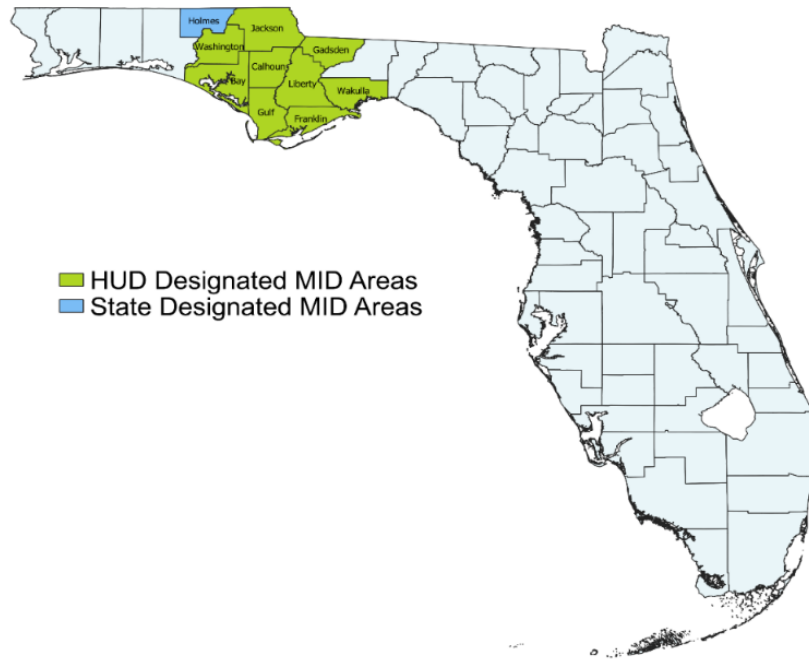 Holmes
Jackson
Washington
Gadsden
Calhoun
Bay
Liberty
Wakulla
Gulf
Franklin
HUD Designated MID Areas
State Designated MID Areas